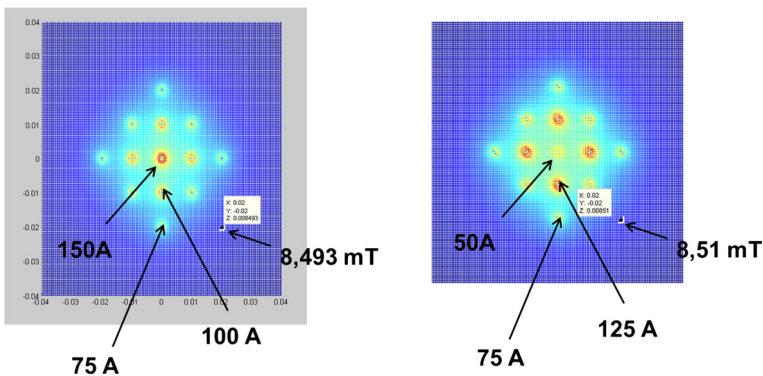 0.04
0.03
0.02
0.01
0
-0.01
-0.02
-0.03
-0.04
-0.04 -0.03 -0.02 -0.01 0 0.01 0.02 0.03 0.04
X: 0.02
Y: -0.02
Z: 0.008493
150A
8,493 mT
100 A
75 A
X: 0.02
Y: -0.02
Z: 0.00851
50A
8,51 mT
125 A
75 A